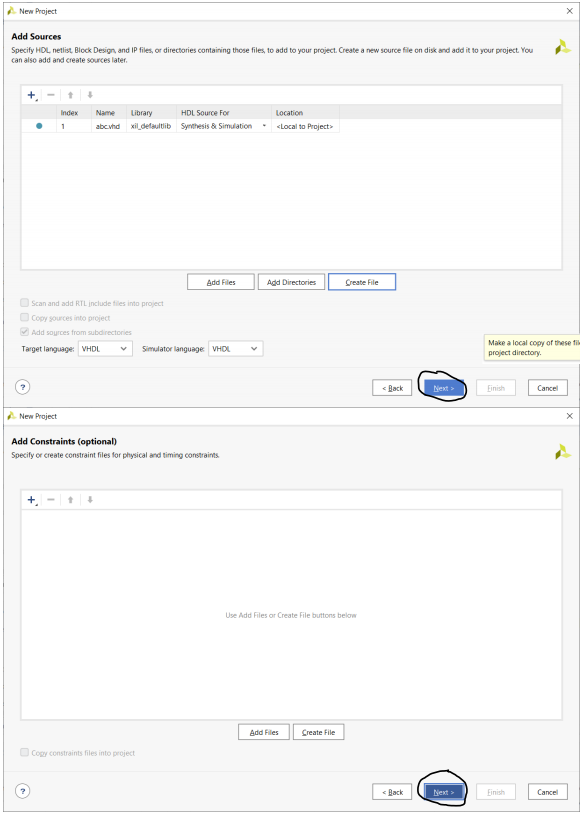 New Project
Add Sources
Specify HDL, netlist, Block Design, and IP files, or directories containing those files, to add to your project. Create a new source file on disk and add it to your project. You
can also add and create sources later.
Index Name Library HDL Source For Location
1 abc.vhd xil_defaultlib Synthesis & Simulation <Local to Project>
Add Files Add Directories Create File
Scan and add RTL include files into project
Copy sources into project
Add sources from subdirectories
Target language: VHDL Simulator language: VHDL
Make a local copy of these fil
project directory.
? < Back Next > Finish Cancel
New Project
Add Constraints (optional)
Specify or create constraint files for physical and timing constraints.
Use Add Files or Create File buttons below
Add Files Create File
Copy constraints files into project
? < Back Next > Finish Cancel